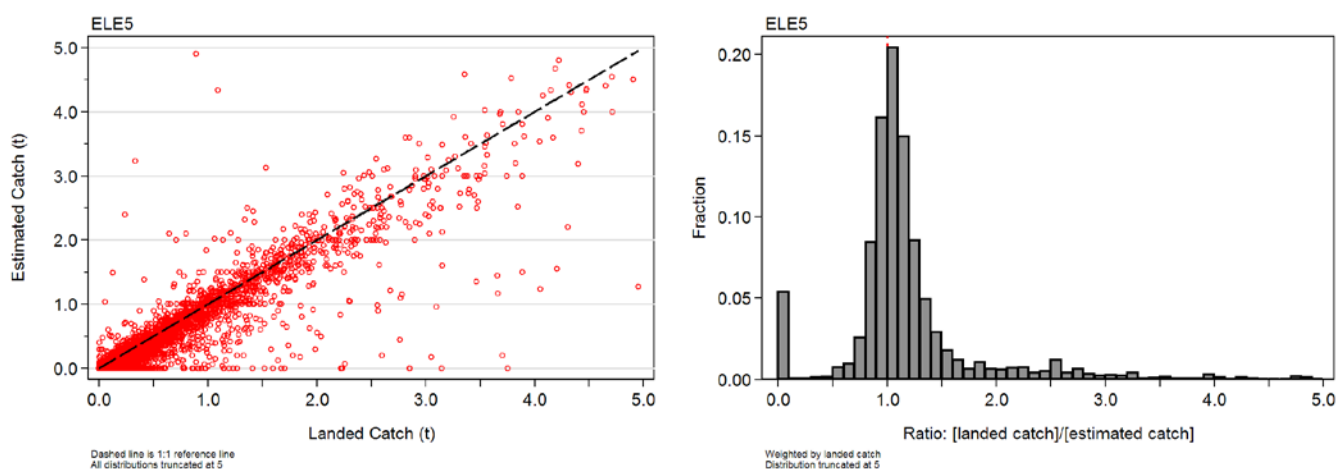 ELE5
5.0
4.0
3.0
2.0
1.0
0.0
Estimated Catch (t)
0.0 1.0 2.0 3.0 4.0 5.0
Landed Catch (t)
Dashed line is 1:1 reference line
All distributions truncated at 5
ELE5
0.20
0.15
0.10
0.05
0.00
Fraction
0.0 1.0 2.0 3.0 4.0 5.0
Ratio: [landed catch]/[estimated catch]
Weighted by landed catch
Distribution truncated at 5